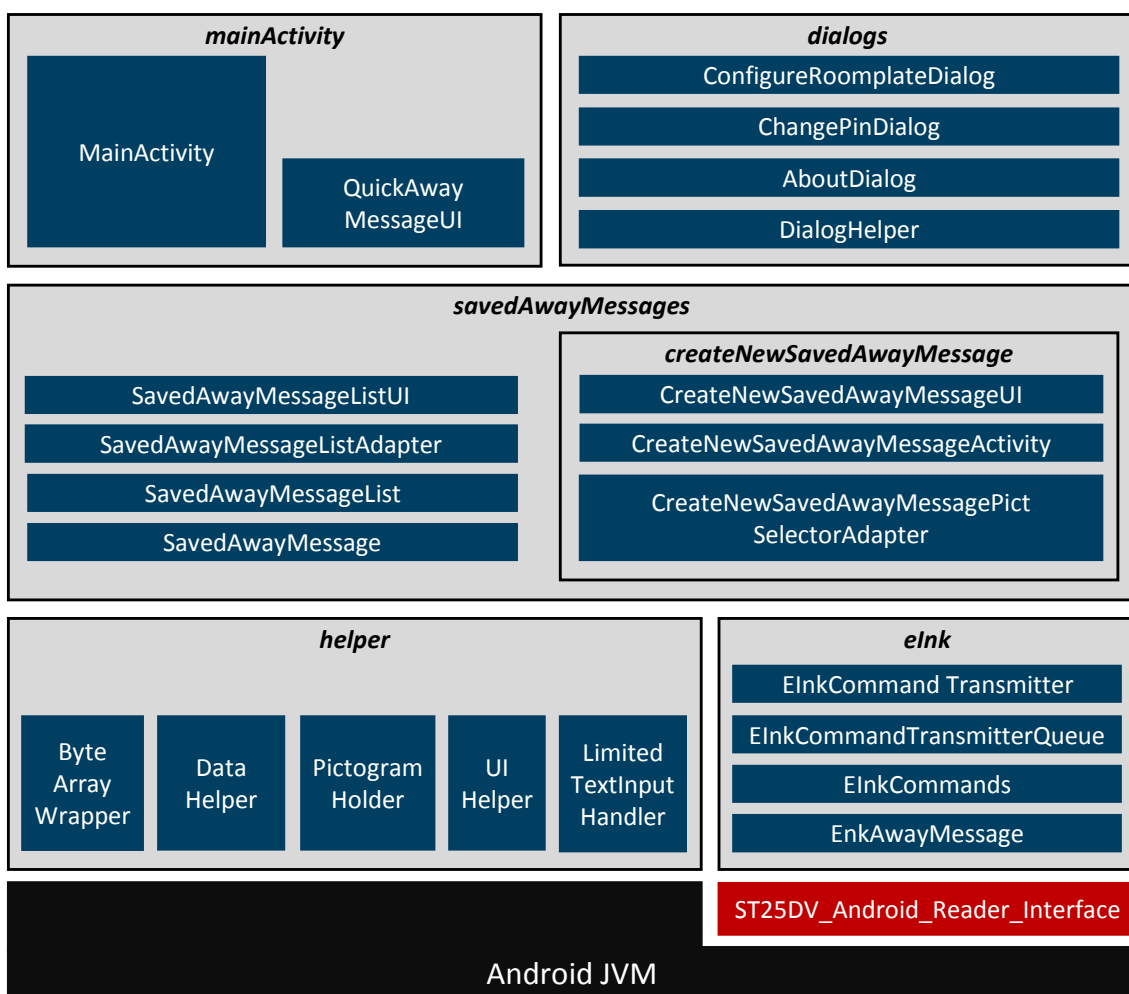 mainActivity
MainActivity
QuickAway
MessageUI
dialogs
ConfigureRoomplateDialog
ChangePinDialog
AboutDialog
DialogHelper
savedAwayMessages
SavedAwayMessageListUI
SavedAwayMessageListAdapter
SavedAwayMessageList
SavedAwayMessage
createNewSavedAwayMessage
CreateNewSavedAwayMessageUI
CreateNewSavedAwayMessageActivity
CreateNewSavedAwayMessagePict
SelectorAdapter
helper
Byte
Array
Wrapper
Data
Helper
Pictogram
Holder
UI
Helper
Limited
TextInput
Handler
eInk
EInkCommand Transmitter
EInkCommandTransmitterQueue
EInkCommands
EnkAwayMessage
ST25DV_Android_Reader_Interface
Android JVM